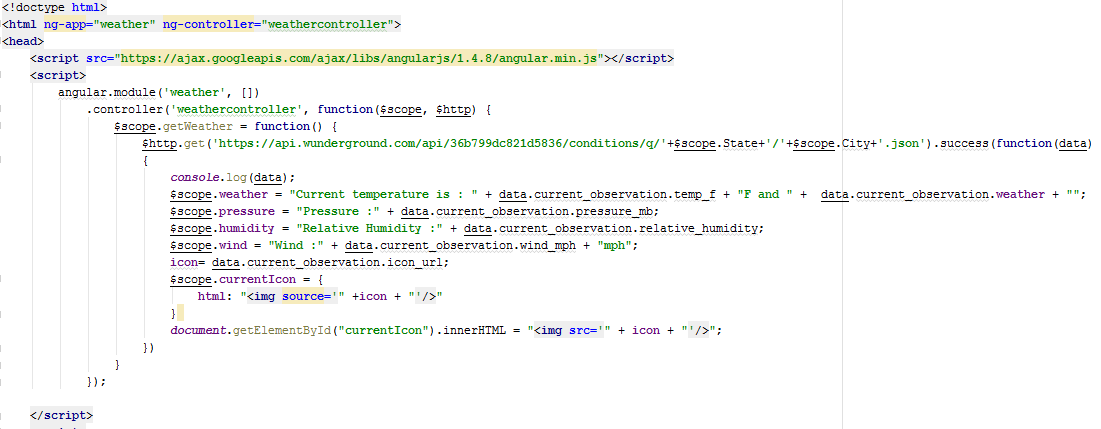 <!doctype html>
<html ng-app="weather" ng-controller="weathercontroller">
<head>
    <script src="https://ajax.googleapis.com/ajax/libs/angularjs/1.4.8/angular.min.js"></script>
    <script>
        angular.module('weather', [])
            .controller('weathercontroller', function($scope, $http) {
                $scope.getWeather = function() {
                    $http.get('https://api.wunderground.com/api/36b799dc821d5836/conditions/q/'+$scope.State+'/'+$scope.City+'.json').success(function(data)
                    {
                        console.log(data);
                        $scope.weather = "Current temperature is : " + data.current_observation.temp_f + "F and " +  data.current_observation.weather + "";
                        $scope.pressure = "Pressure :" + data.current_observation.pressure_mb;
                        $scope.humidity = "Relative Humidity :" + data.current_observation.relative_humidity;
                        $scope.wind = "Wind :" + data.current_observation.wind_mph + "mph";
                        icon= data.current_observation.icon_url;
                        $scope.currentIcon = {
                            html: "<img source='" +icon + "'/>"
                        }
                        document.getElementById("currentIcon").innerHTML = "<img src='" + icon + "'/>";
                    })
                }
            });
    </script>